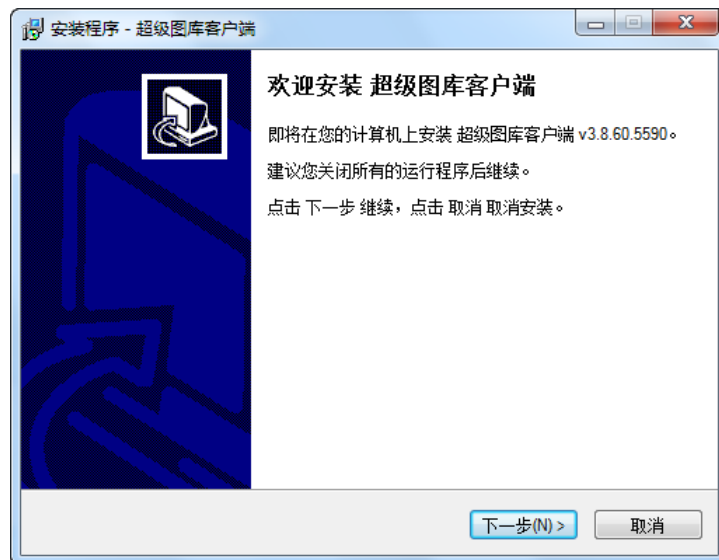 安装程序 - 超级图库客户端
欢迎安装 超级图库客户端
即将在您的计算机上安装 超级图库客户端 v3.8.60.5590。
建议您关闭所有的运行程序后继续。
点击 下一步 继续，点击 取消 取消安装。
下一步(N) >
取消